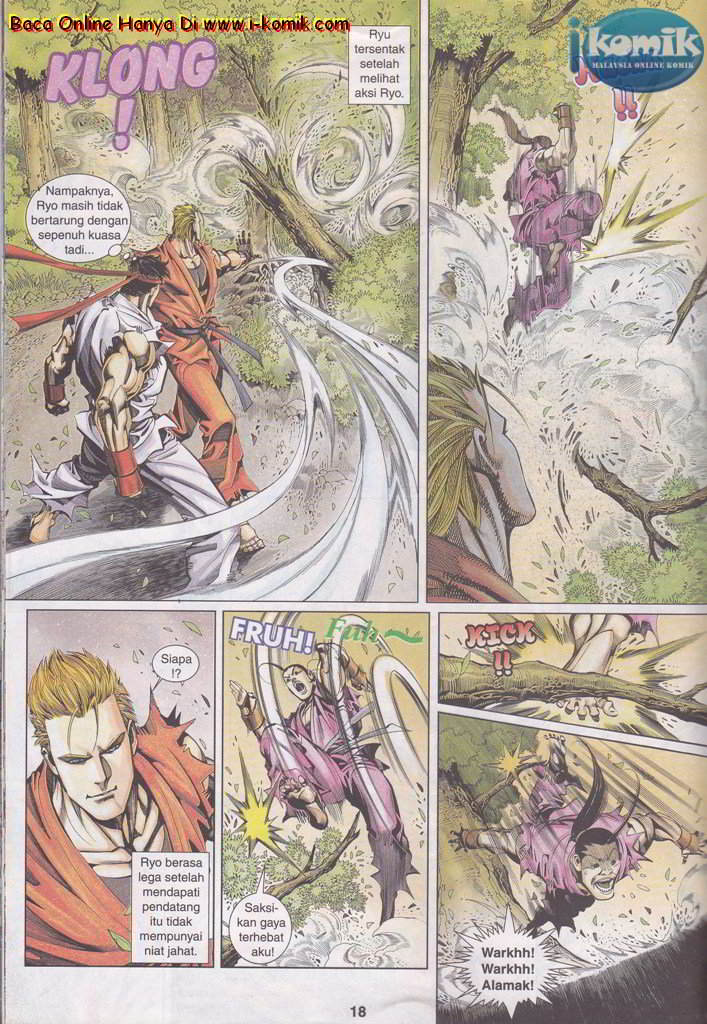 Baca Online Hanya Di www.i-komik.com
i komik
MALAYSIA ONLINE KOMIK
KLONG
!
Ryu
tersentak
setelah
melihat
aksi Ryo.
Nampaknya,
Ryo masih tidak
bertarung dengan
sepenuh kuasa
tadi...
!!
Siapa
!?
Ryo berasa
lega setelah
mendapati
pendatang
itu tidak
mempunyai
niat jahat.
FRUH!
Fuh~
Saksi-
kan gaya
terhebat
aku!
KICK
!!
Warkhh!
Warkhh!
Alamak!
18